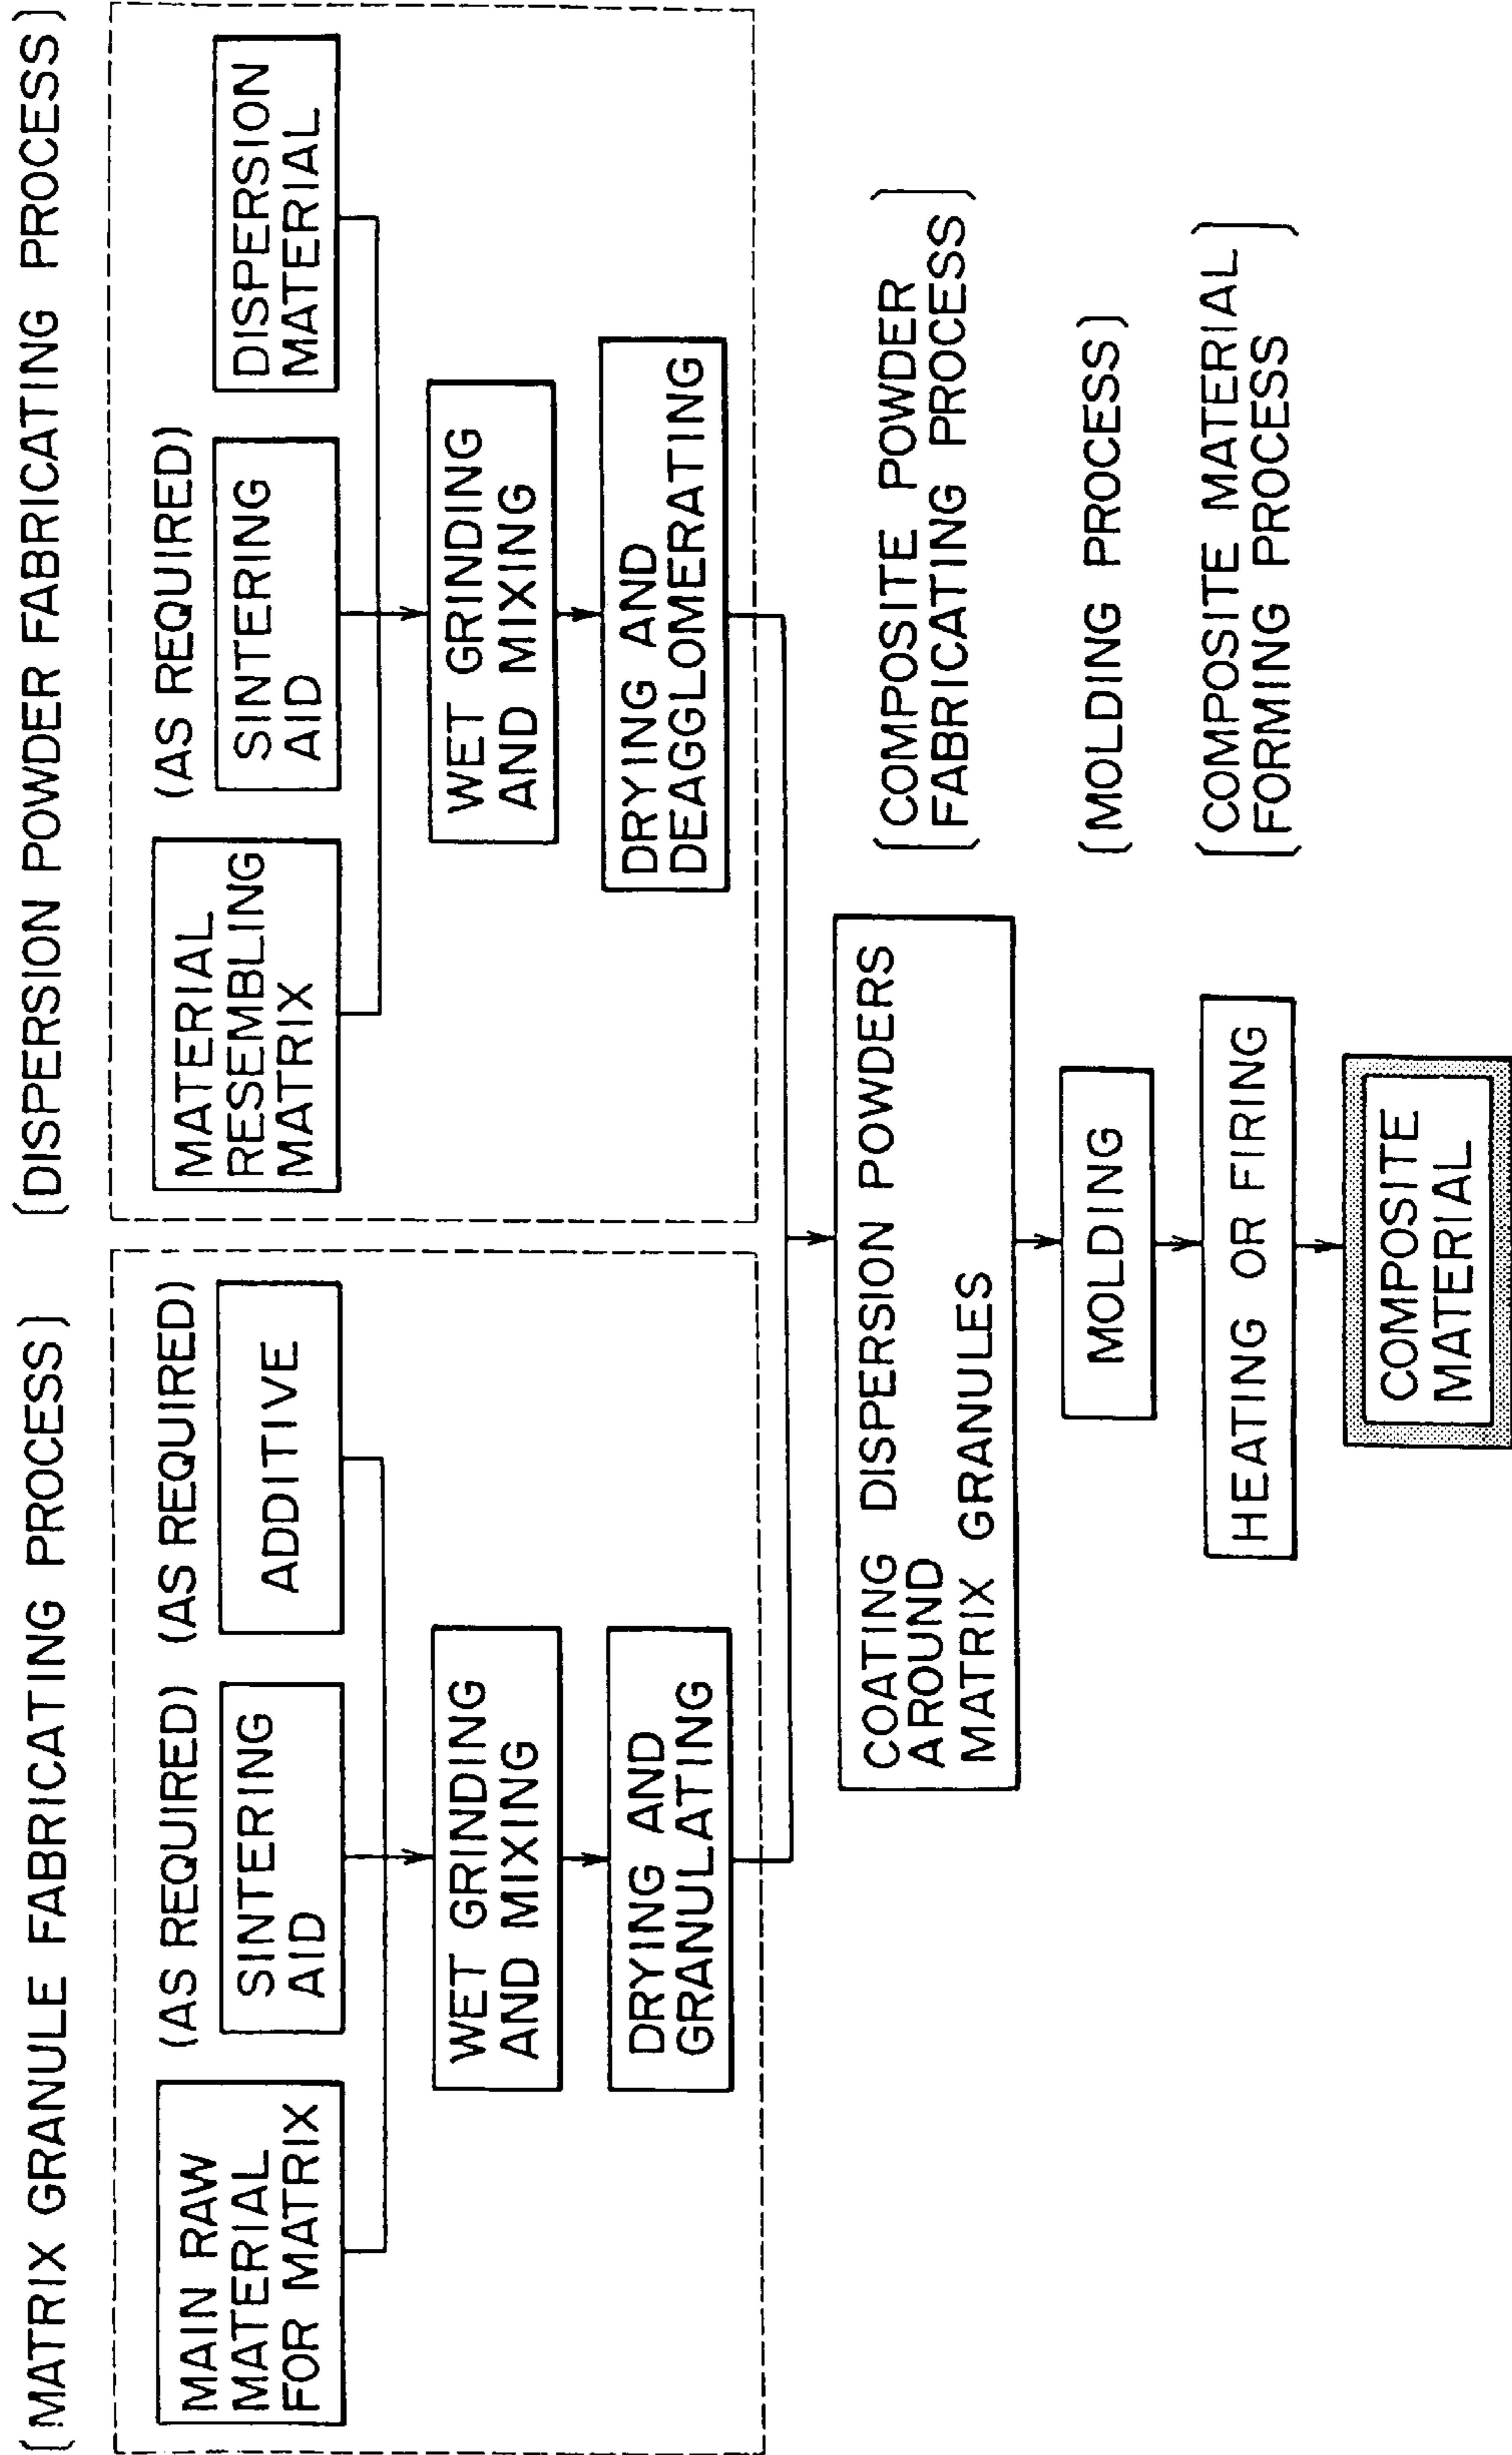 (MATRIX GRANULE FABRICATING PROCESS)
(AS REQUIRED)
(AS REQUIRED)
MAIN RAW
MATERIAL
FOR MATRIX
SINTERING
AID
ADDITIVE
WET GRINDING
AND MIXING
DRYING AND
GRANULATING
(DISPERSION POWDER FABRICATING PROCESS)
(AS REQUIRED)
MATERIAL
RESEMBLING
MATRIX
SINTERING
AID
DISPERSION
MATERIAL
WET GRINDING
AND MIXING
DRYING AND
DEAGGLOMERATING
COATING DISPERSION POWDERS
AROUND
MATRIX GRANULES
(COMPOSITE POWDER
FABRICATING PROCESS)
MOLDING
(MOLDING PROCESS)
HEATING OR FIRING
(COMPOSITE MATERIAL
FORMING PROCESS)
COMPOSITE
MATERIAL